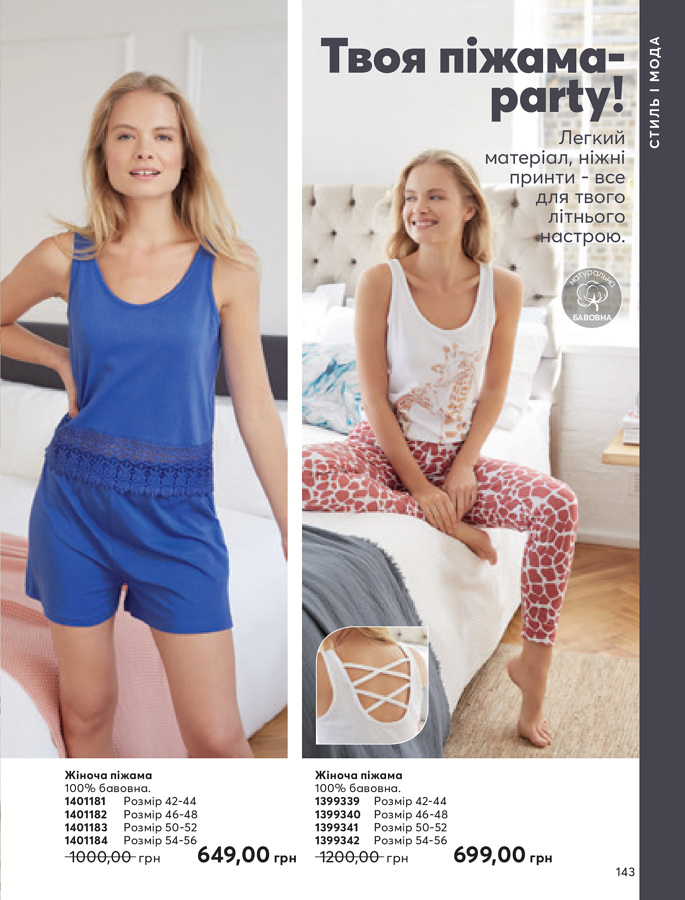 Твоя піжама-
party!
Легкий
матеріал, ніжні
принти - все
для твого
літнього
настрою.
СТИЛЬ І МОДА
натуральна
БАВОВНА
Жіноча піжама
100% бавовна.
1401181 Розмір 42-44
1401182 Розмір 46-48
1401183 Розмір 50-52
1401184 Розмір 54-56
1000,00 грн 649,00 грн
Жіноча піжама
100% бавовна.
1399339 Розмір 42-44
1399340 Розмір 46-48
1399341 Розмір 50-52
1399342 Розмір 54-56
1200,00 грн 699,00 грн
143